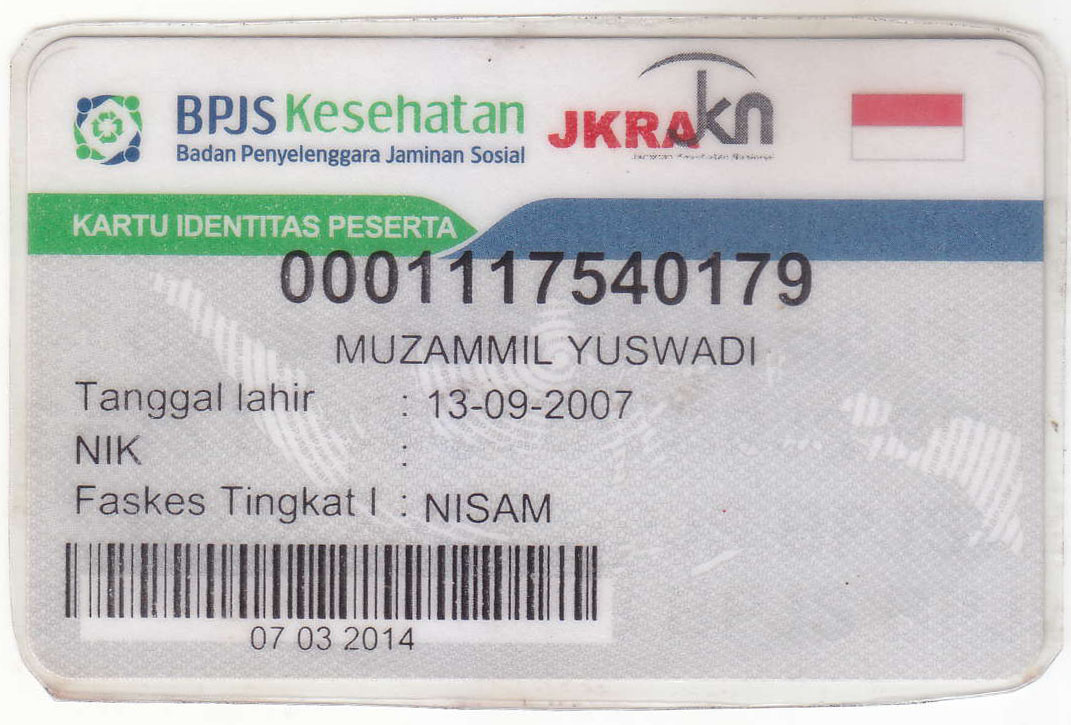 BPJS Kesehatan
Badan Penyelenggara Jaminan Sosial
JKRA
kn
Jaminan Kesehatan Nasional
KARTU IDENTITAS PESERTA
0001117540179
MUZAMMIL YUSWADI
Tanggal lahir : 13-09-2007
NIK :
Faskes Tingkat I : NISAM
07 03 2014